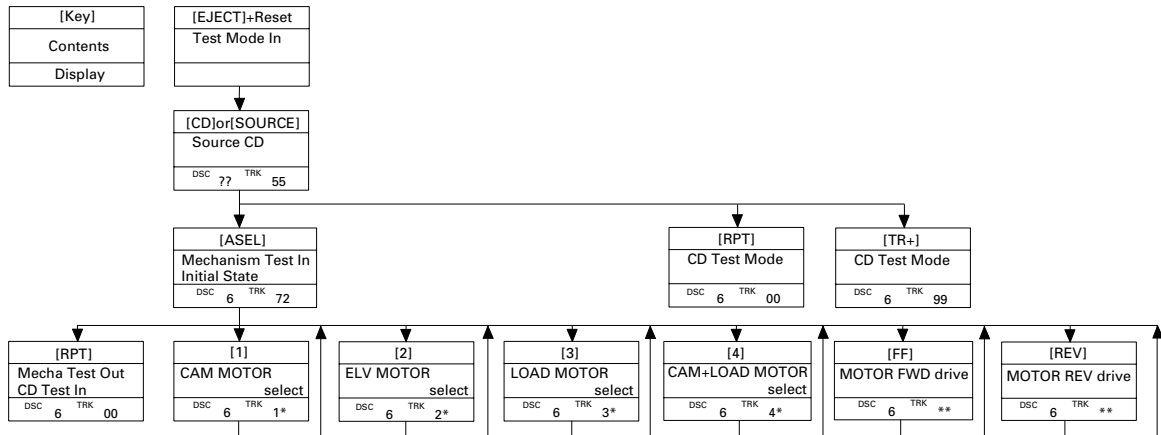 [Key]
Contents
Display
[EJECT]+Reset
Test Mode In
[CD]or[SOURCE]
Source CD
DSC ?? TRK 55
[ASEL]
Mechanism Test In
Initial State
DSC 6 TRK 72
[RPT]
CD Test Mode
DSC 6 TRK 00
[TR+]
CD Test Mode
DSC 6 TRK 99
[RPT]
Mecha Test Out
CD Test In
DSC 6 TRK 00
[1]
CAM MOTOR
select
DSC 6 TRK 1*
[2]
ELV MOTOR
select
DSC 6 TRK 2*
[3]
LOAD MOTOR
select
DSC 6 TRK 3*
[4]
CAM+LOAD MOTOR
select
DSC 6 TRK 4*
[FF]
MOTOR FWD drive
DSC 6 TRK **
[REV]
MOTOR REV drive
DSC 6 TRK **